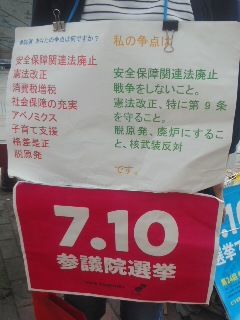 参院選 あなたの争点は何ですか?
安全保障関連法廃止
憲法改正
消費税増税
社会保障の充実
アベノミクス
子育て支援
格差是正
脱原発
私の争点は
安全保障関連法廃止
戦争をしないこと。
憲法改正、特に第9条
を守ること。
脱原発、廃炉にするこ
と、核武装反対
です。
7.10
参議院選挙